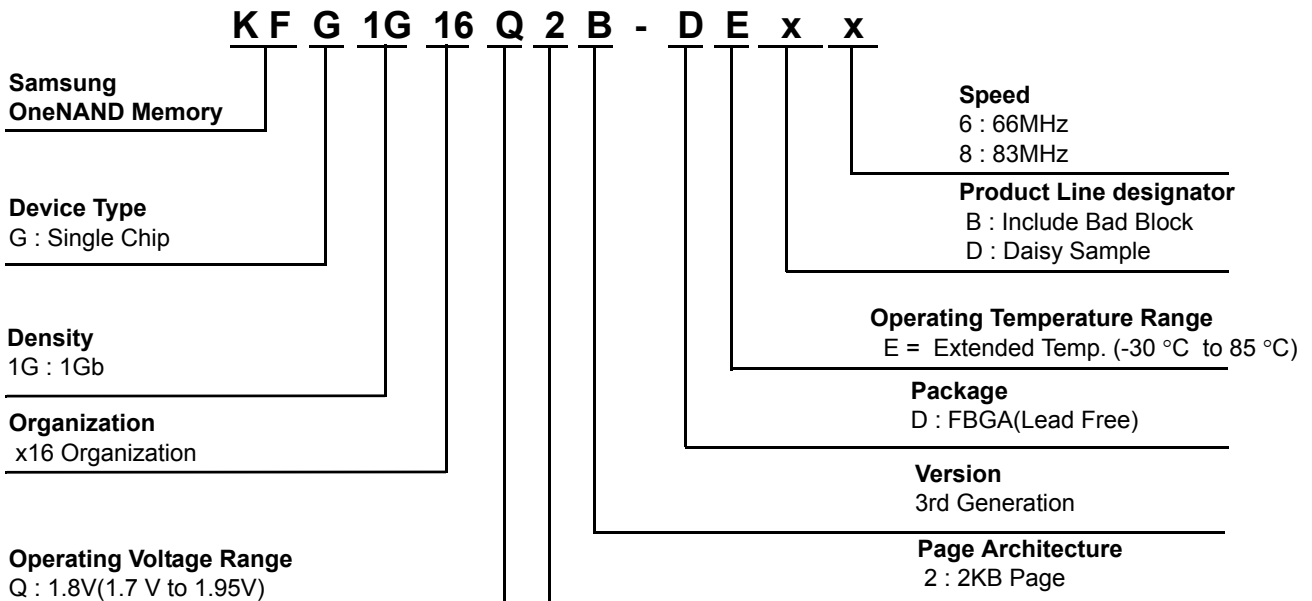 K F G 1G 16 Q 2 B - D E x x
Samsung
OneNAND Memory
Device Type
G : Single Chip
Density
1G : 1Gb
Organization
x16 Organization
Operating Voltage Range
Q : 1.8V(1.7 V to 1.95V)
Speed
6 : 66MHz
8 : 83MHz
Product Line designator
B : Include Bad Block
D : Daisy Sample
Operating Temperature Range
E = Extended Temp. (-30 °C to 85 °C)
Package
D : FBGA(Lead Free)
Version
3rd Generation
Page Architecture
2 : 2KB Page